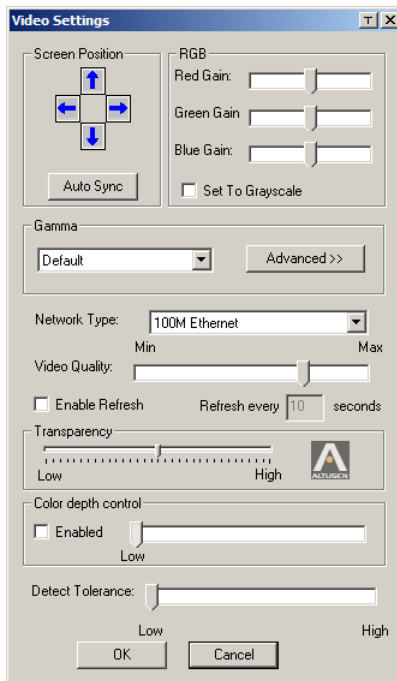 Video Settings
Screen Position
Auto Sync
RGB
Red Gain:
Green Gain
Blue Gain:
Set To Grayscale
Gamma
Default
Advanced >>
Network Type:
100M Ethernet
Min Max
Video Quality:
Enable Refresh
Refresh every 10 seconds
Transparency
Low High
ALTUSEN
Color depth control
Enabled
Low
Detect Tolerance:
Low High
OK
Cancel